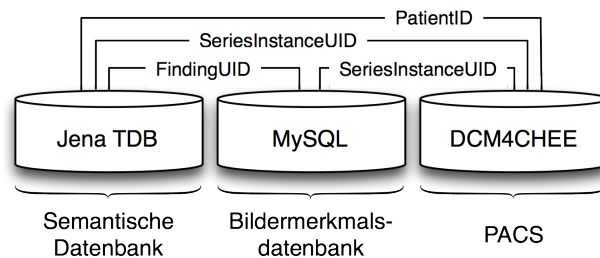 PatientID
SeriesInstanceUID
FindingUID
SeriesInstanceUID
Jena TDB
MySQL
DCM4CHEE
Semantische
Datenbank
Bildermerkmals-
datenbank
PACS